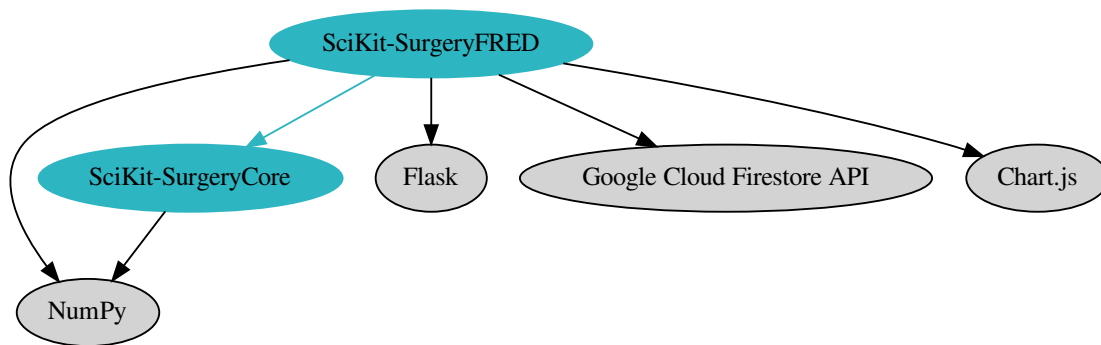 SciKit-SurgeryFRED
SciKit-SurgeryCore
Flask
Google Cloud Firestore API
Chart.js
NumPy